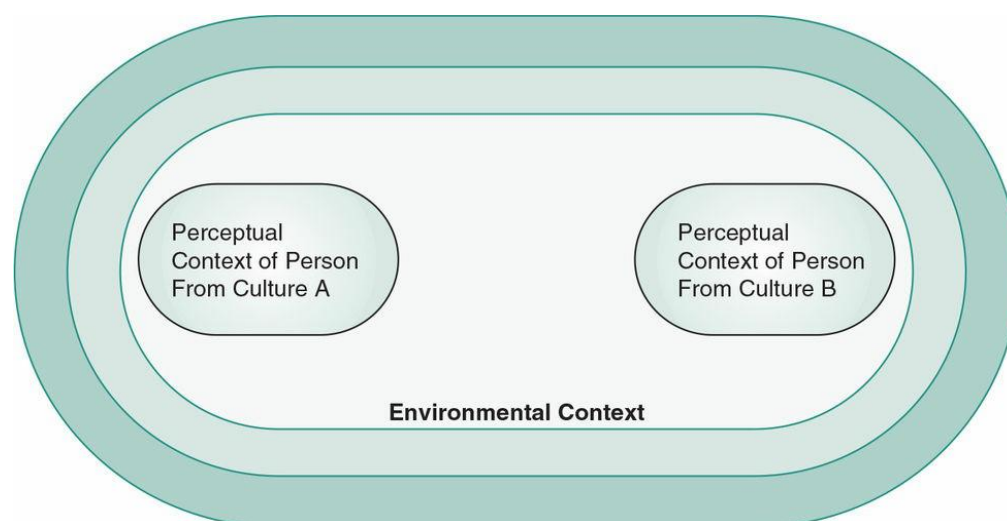 Perceptual
Context of Person
From Culture A
Perceptual
Context of Person
From Culture B
Environmental Context